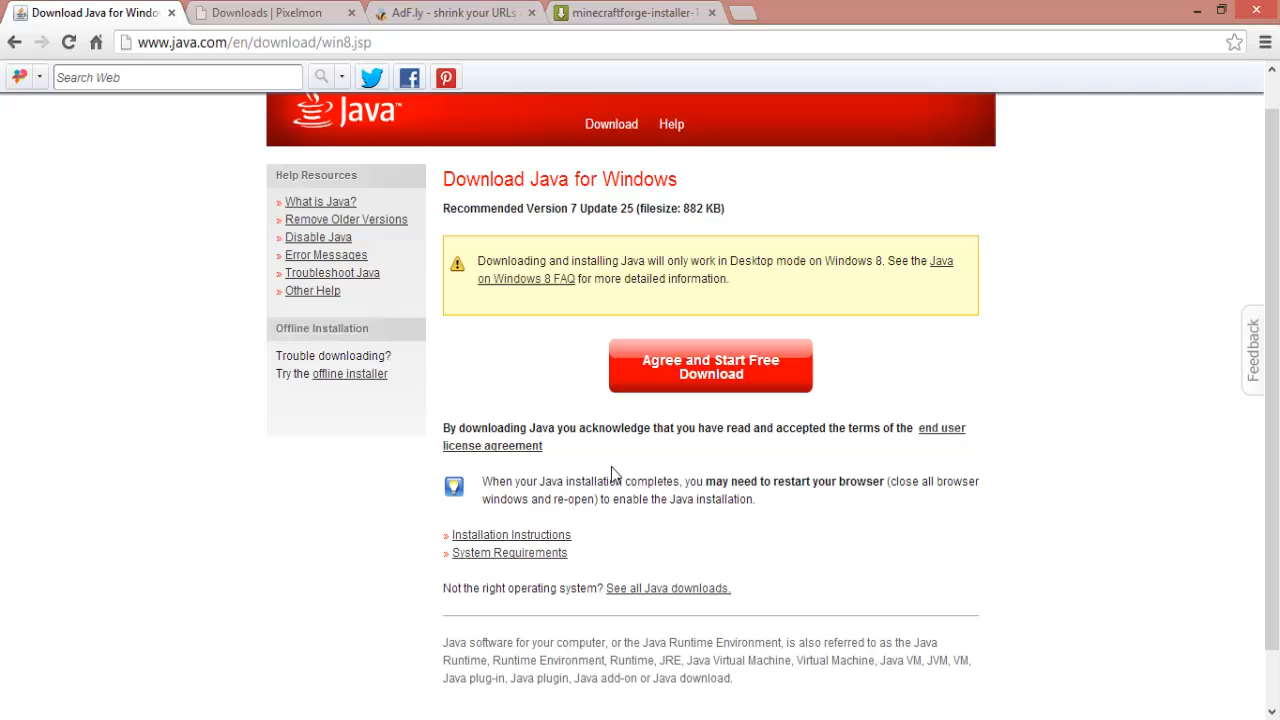 Download Java for Windo
Downloads | Pixelmon
AdF.ly - shrink your URLs
minecraftforge-installer-
www.java.com/en/download/win8.jsp
Search Web
Java™
Download Help
Help Resources
» What is Java?
» Remove Older Versions
» Disable Java
» Error Messages
» Troubleshoot Java
» Other Help
Offline Installation
Trouble downloading?
Try the offline installer
Download Java for Windows
Recommended Version 7 Update 25 (filesize: 882 KB)
Downloading and installing Java will only work in Desktop mode on Windows 8. See the Java
on Windows 8 FAQ for more detailed information.
Agree and Start Free
Download
By downloading Java you acknowledge that you have read and accepted the terms of the end user
license agreement
When your Java installation completes, you may need to restart your browser (close all browser
windows and re-open) to enable the Java installation.
» Installation Instructions
» System Requirements
Not the right operating system? See all Java downloads.
Java software for your computer, or the Java Runtime Environment, is also referred to as the Java
Runtime, Runtime Environment, Runtime, JRE, Java Virtual Machine, Virtual Machine, Java VM, JVM, VM,
Java plug-in, Java plugin, Java add-on or Java download.
Feedback